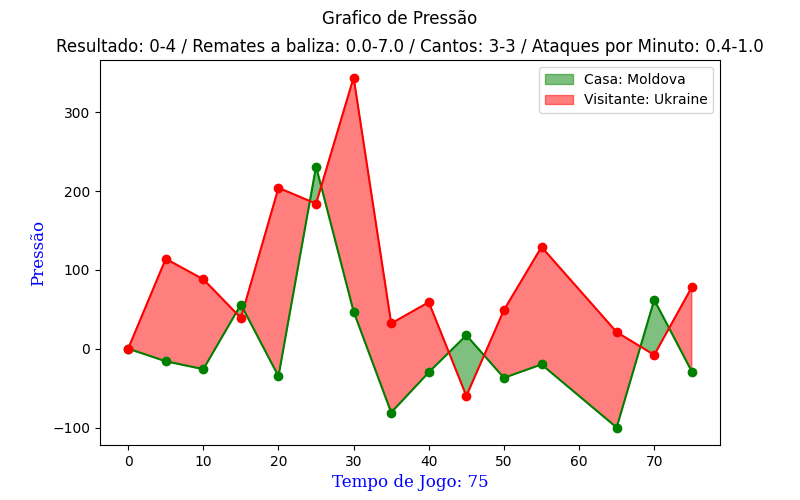 Grafico de Pressão
Resultado: 0-4 / Remates a baliza: 0.0-7.0 / Cantos: 3-3 / Ataques por Minuto: 0.4-1.0
Casa: Moldova
Visitante: Ukraine
300
200
100
0
−100
Pressão
0 10 20 30 40 50 60 70
Tempo de Jogo: 75